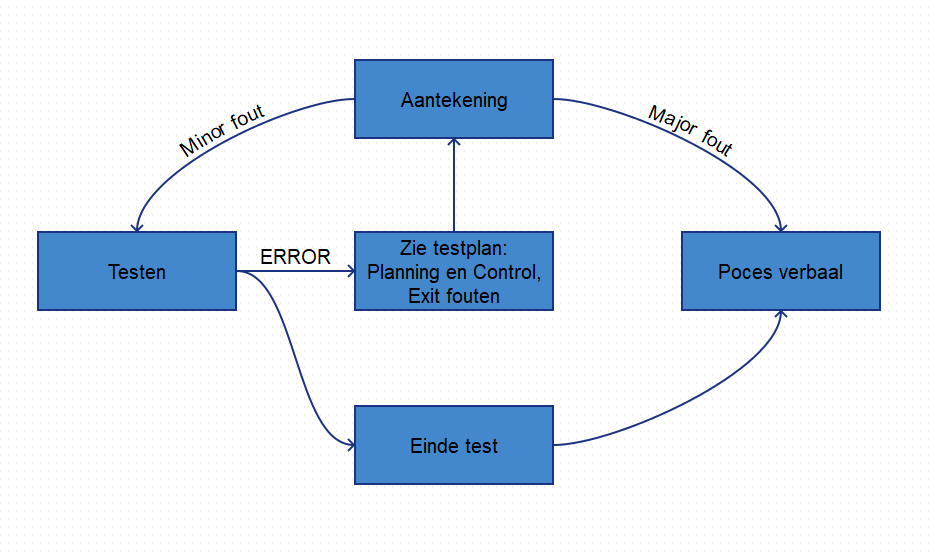 Aantekening
Minor fout
Major fout
Testen
ERROR
Zie testplan:
Planning en Control,
Exit fouten
Poces verbaal
Einde test